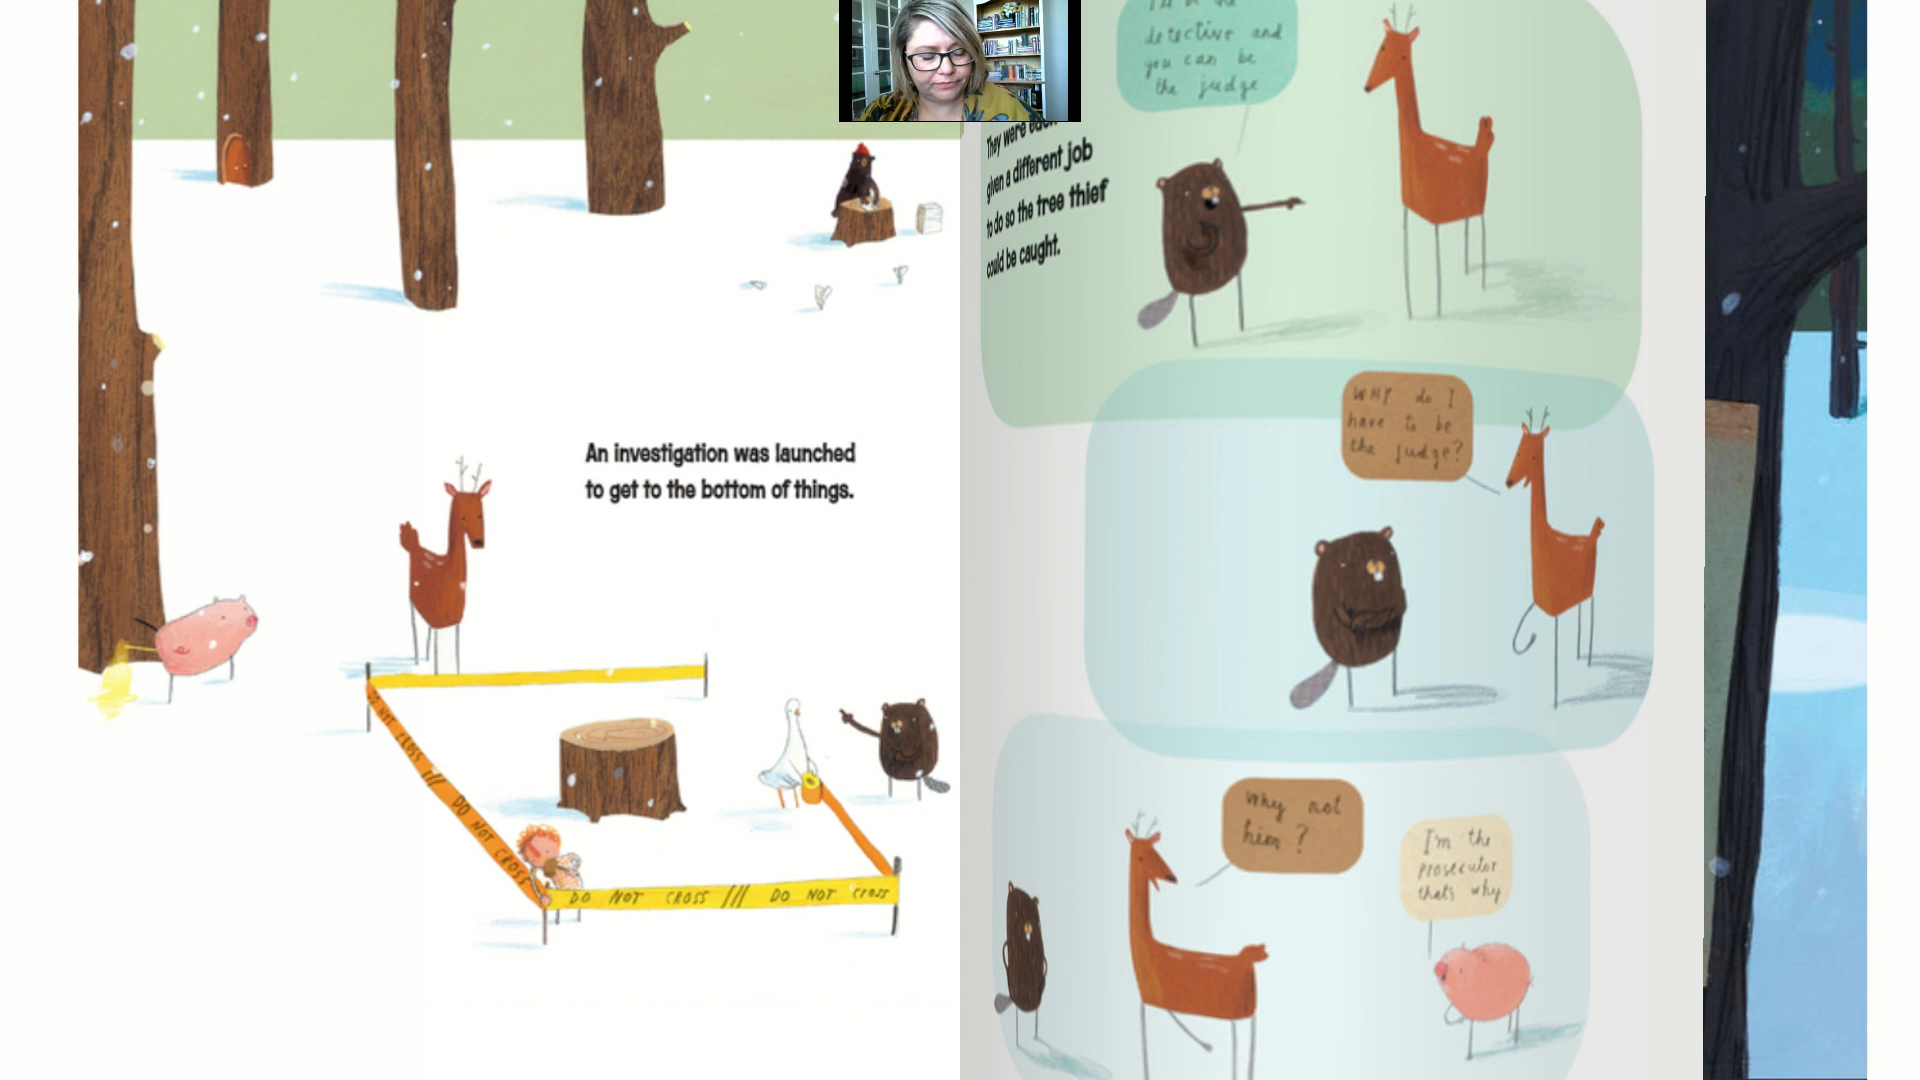 An investigation was launched
to get to the bottom of things.
DO NOT CROSS /// DO NOT CROSS
DO NOT CROSS /// DO NOT CROSS
detective and
you can be
the judge
They were each
given a different job
to do so the tree thief
could be caught.
WHY do I
have to be
the judge?
Why not
him ?
I'm the
prosecutor
thats why